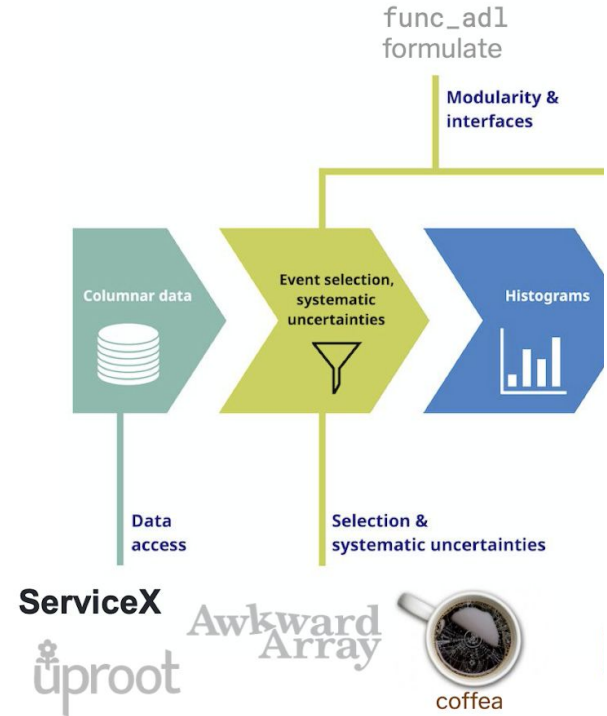 func_adl
formulate
Modularity &
interfaces
Columnar data
Event selection,
systematic
uncertainties
Histograms
Data
access
Selection &
systematic uncertainties
ServiceX
Awkward
Array
uproot
coffea